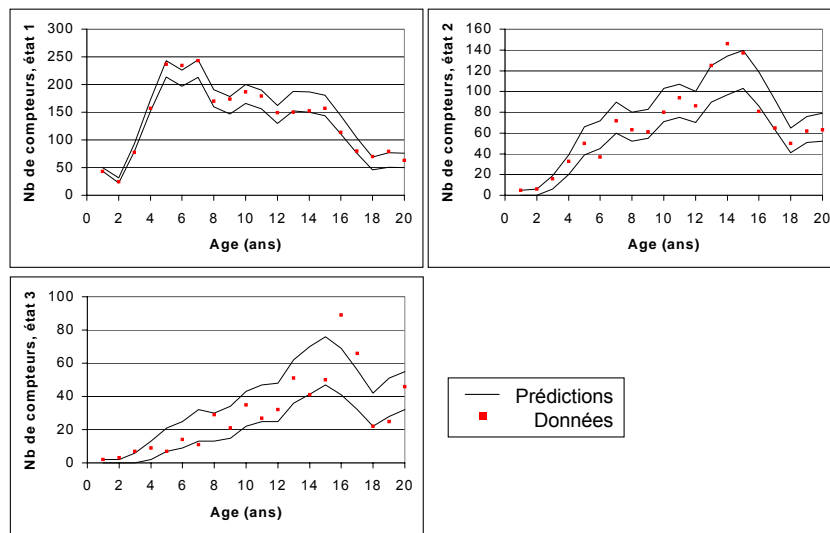 Nb de compteurs, état 1
300
250
200
150
100
50
0
0 2 4 6 8 10 12 14 16 18 20
Age (ans)
Nb de compteurs, état 2
160
140
120
100
80
60
40
20
0
0 2 4 6 8 10 12 14 16 18 20
Age (ans)
Nb de compteurs, état 3
100
80
60
40
20
0
0 2 4 6 8 10 12 14 16 18 20
Age (ans)
Prédictions
Données